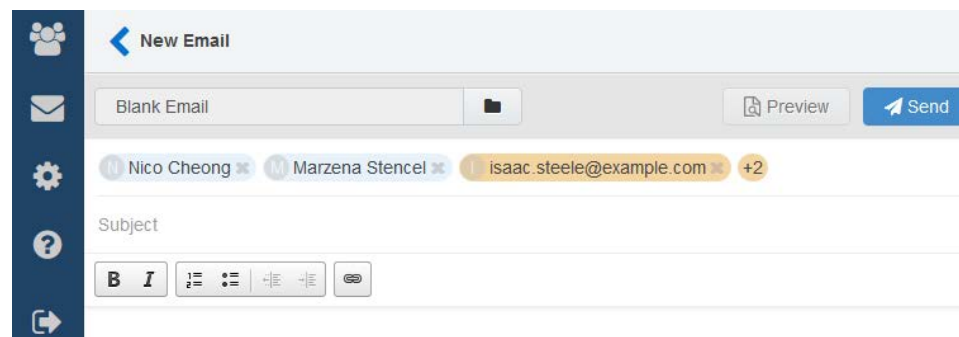 New Email
Blank Email Preview Send
N Nico Cheong M Marzena Stencel I isaac.steele@example.com +2
Subject
B I